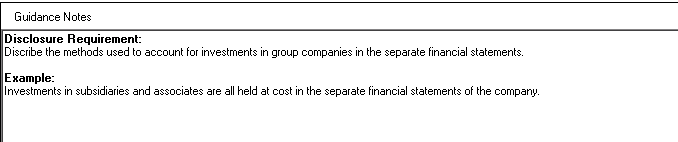 Guidance Notes
Disclosure Requirement:
Discribe the methods used to account for investments in group companies in the separate financial statements.
Example:
Investments in subsidiaries and associates are all held at cost in the separate financial statements of the company.